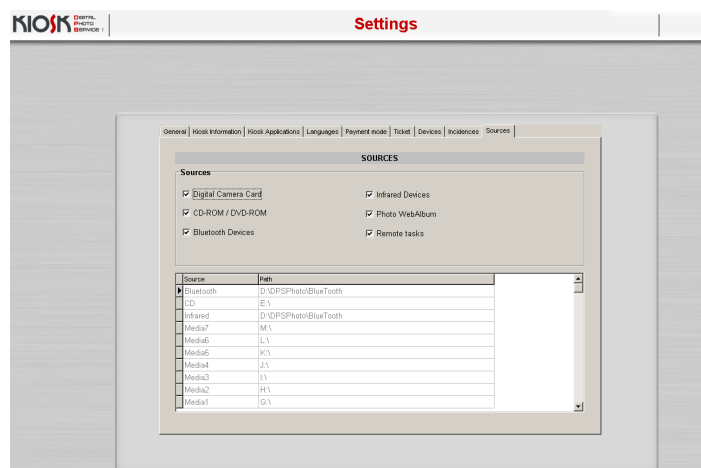 KIOSK DIGITAL PHOTO SERVICE !
Settings
General Kiosk Information Kiosk Applications Languages Payment mode Ticket Devices Incidences Sources
SOURCES
Sources
Digital Camera Card Infrared Devices
CD-ROM / DVD-ROM Photo WebAlbum
Bluetooth Devices Remote tasks
Source Path
Bluetooth D:\DPSPhoto\BlueTooth
CD E:\
Infrared D:\DPSPhoto\BlueTooth
Media7 M:\
Media6 L:\
Media5 K:\
Media4 J:\
Media3 I:\
Media2 H:\
Media1 G:\